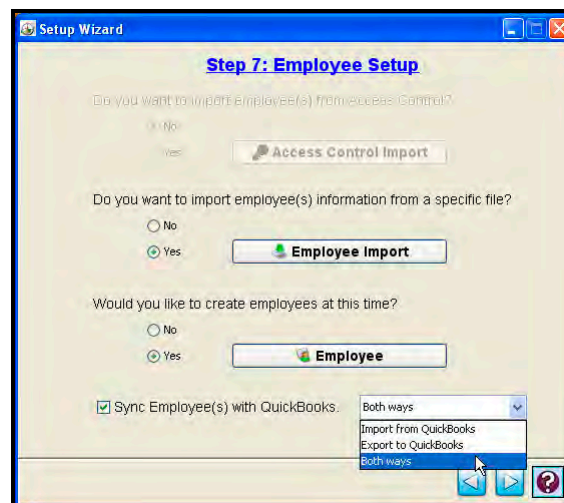 Setup Wizard
Step 7: Employee Setup
Do you want to import employee(s) from Access Control?
No
Yes
Access Control Import
Do you want to import employee(s) information from a specific file?
No
Yes
Employee Import
Would you like to create employees at this time?
No
Yes
Employee
Sync Employee(s) with QuickBooks.
Both ways
Import from QuickBooks
Export to QuickBooks
Both ways
?